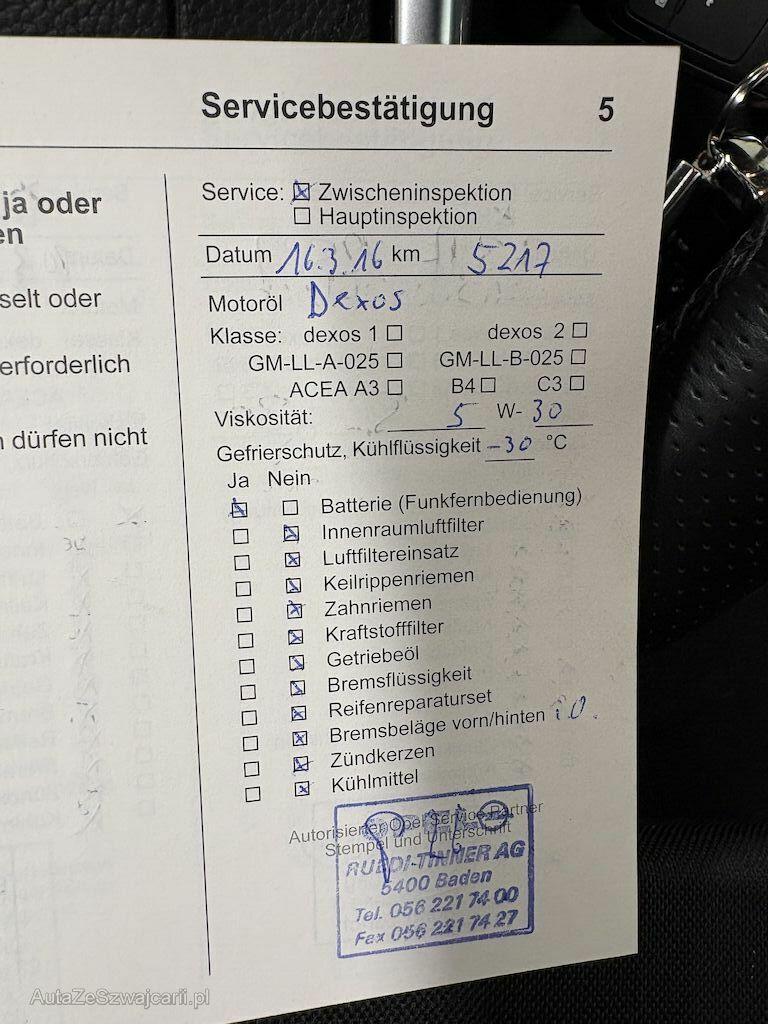 Servicebestätigung 5
ja oder
en
selt oder
erforderlich
n dürfen nicht
Service: Zwischeninspektion
Hauptinspektion
Datum 16.3.16 km 5217
Motoröl Dexos
Klasse: dexos 1 dexos 2
GM-LL-A-025 GM-LL-B-025
ACEA A3 B4 C3
Viskosität: 5 W- 30
Gefrierschutz, Kühlflüssigkeit -30 °C
Ja Nein
Batterie (Funkfernbedienung)
Innenraumluftfilter
Luftfiltereinsatz
Keilrippenriemen
Zahnriemen
Kraftstofffilter
Getriebeöl
Bremsflüssigkeit
Reifenreparaturset
Bremsbeläge vorn/hinten i.O.
Zündkerzen
Kühlmittel
Autorisierter Opel Service Partner
Stempel und Unterschrift
RUEDI-TINNER AG
5400 Baden
Tel. 056 221 74 00
Fax 056 221 74 27
AutaZeSzwajcarii.pl